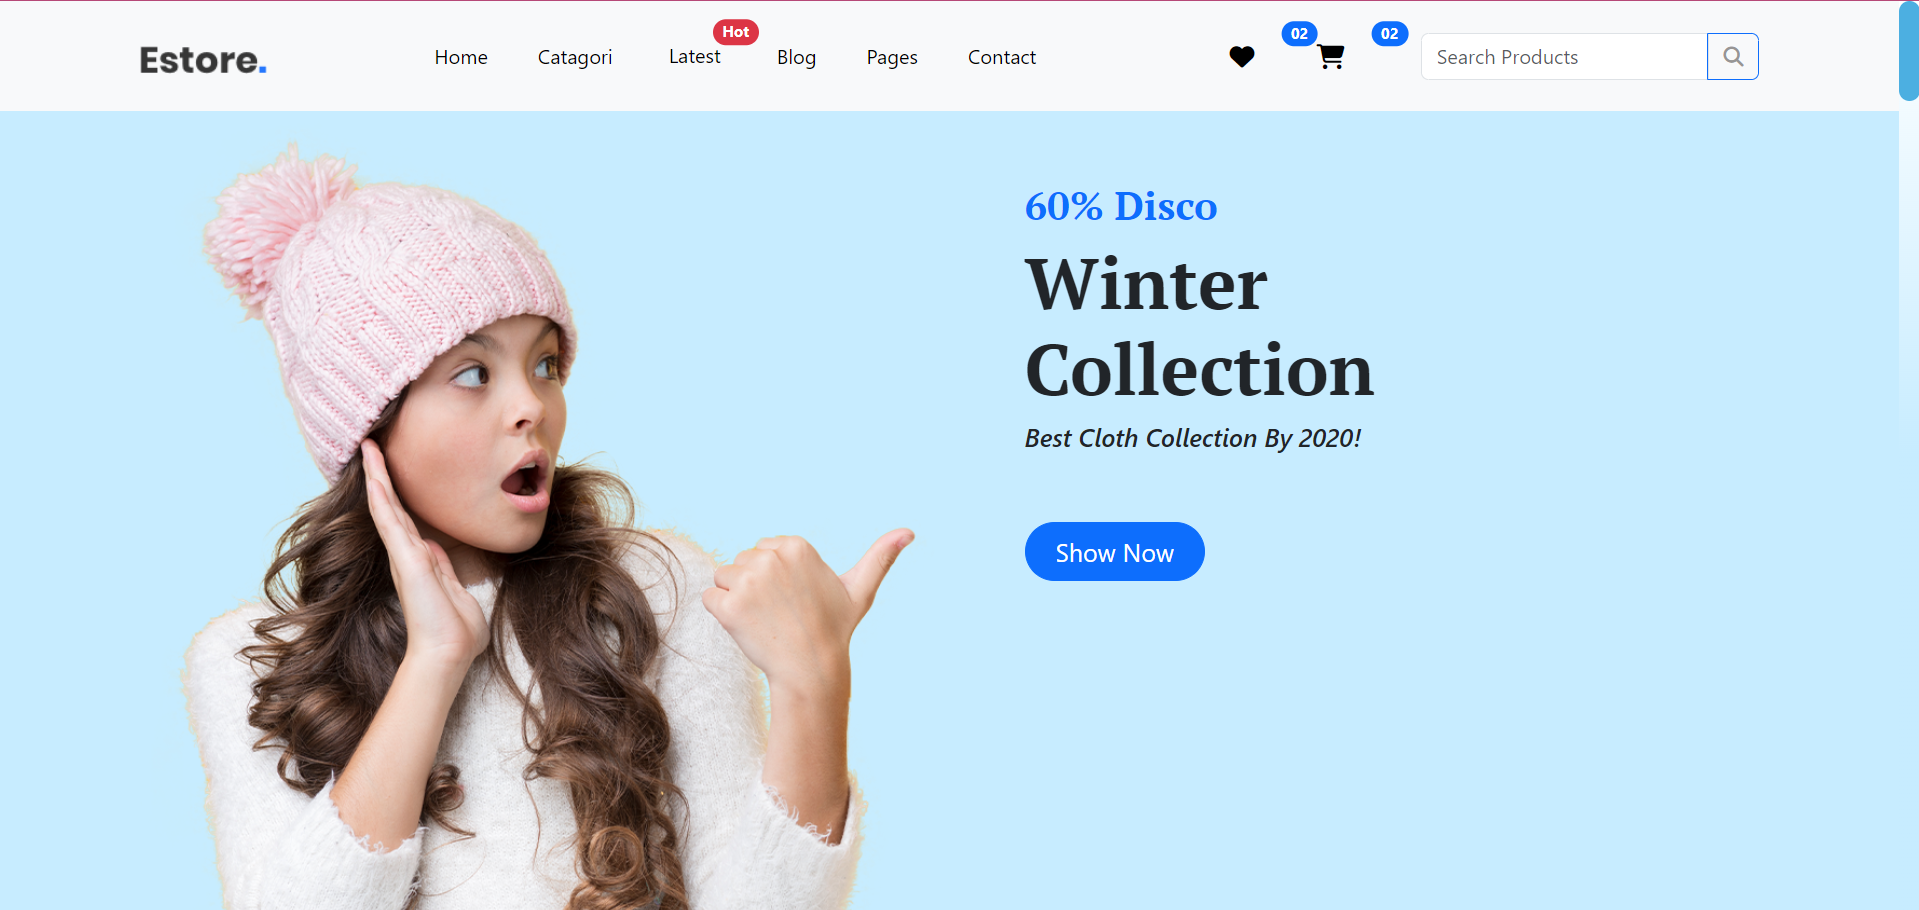 Estore.
Home Catagori Latest Hot Blog Pages Contact 02 02 Search Products
60% Disco
Winter
Collection
Best Cloth Collection By 2020!
Show Now